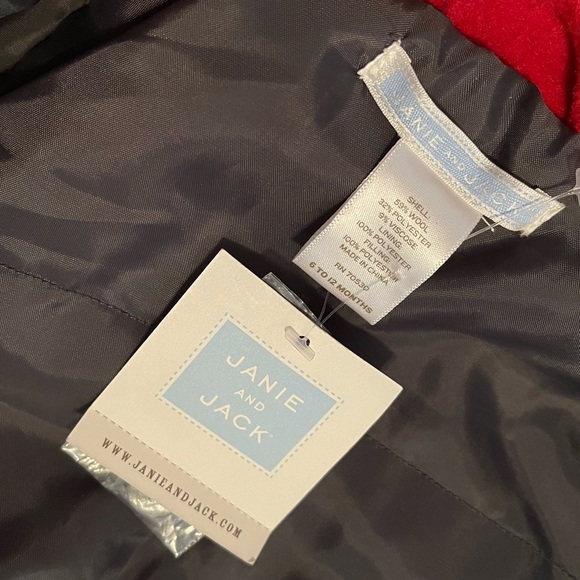 JANIE AND JACK
SHELL:
59% WOOL
32% POLYESTER
9% VISCOSE
LINING:
100% POLYESTER
FILLING:
100% POLYESTER
MADE IN CHINA
RN 70530
6 TO 12 MONTHS
JANIE
AND
JACK
WWW.JANIEANDJACK.COM